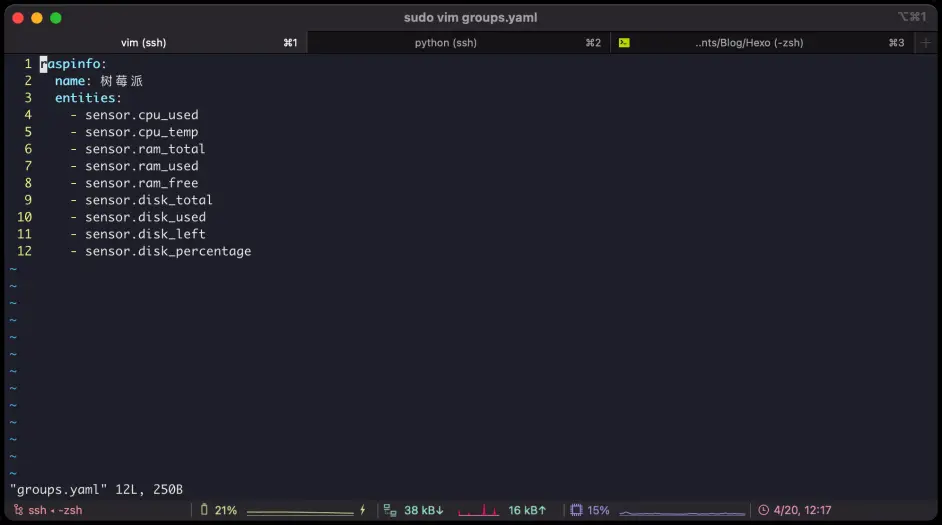 sudo vim groups.yaml
⌥⌘1
vim (ssh) ⌘1 python (ssh) ⌘2 ..nts/Blog/Hexo (-zsh) ⌘3 +
1 raspinfo:
2   name: 树莓派
3   entities:
4     - sensor.cpu_used
5     - sensor.cpu_temp
6     - sensor.ram_total
7     - sensor.ram_used
8     - sensor.ram_free
9     - sensor.disk_total
10     - sensor.disk_used
11     - sensor.disk_left
12     - sensor.disk_percentage
~
~
~
~
~
~
~
~
~
~
~
~
~
"groups.yaml" 12L, 250B
ssh ◂ -zsh 21% 38 kB↓ 16 kB↑ 15% 4/20, 12:17